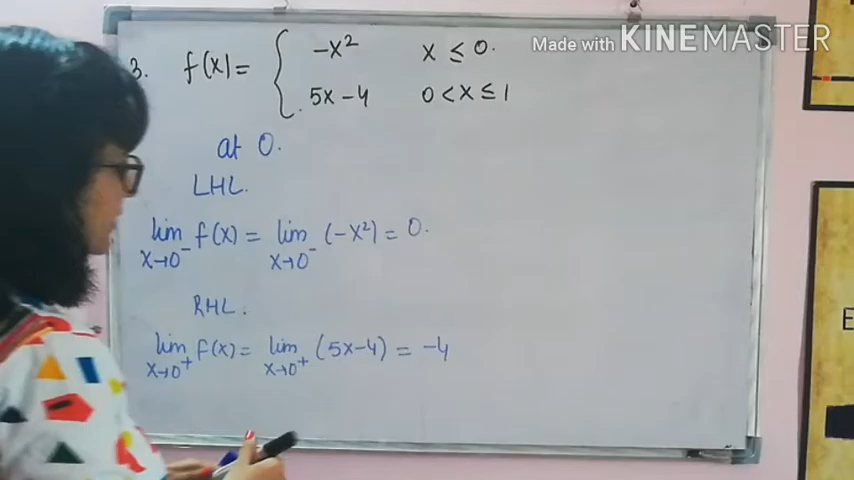 Made with KINEMASTER
3. f(x) = { -x² x ≤ 0.
5x - 4 0 < x ≤ 1
at 0.
LHL.
lim x→0⁻ f(x) = lim x→0⁻ (-x²) = 0.
RHL.
lim x→0⁺ f(x) = lim x→0⁺ (5x-4) = -4
E